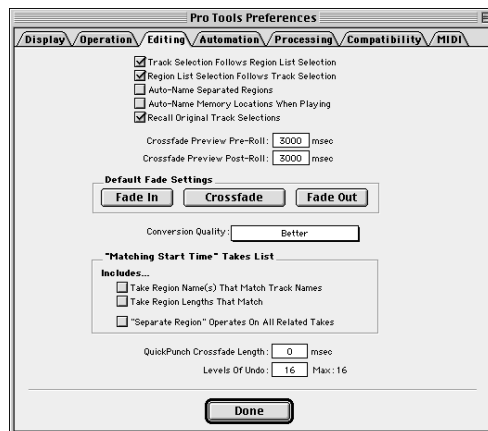 Pro Tools Preferences
Display Operation Editing Automation Processing Compatibility MIDI
Track Selection Follows Region List Selection
Region List Selection Follows Track Selection
Auto-Name Separated Regions
Auto-Name Memory Locations When Playing
Recall Original Track Selections
Crossfade Preview Pre-Roll: 3000 msec
Crossfade Preview Post-Roll: 3000 msec
Default Fade Settings
Fade In Crossfade Fade Out
Conversion Quality: Better
"Matching Start Time" Takes List
Includes...
Take Region Name(s) That Match Track Names
Take Region Lengths That Match
"Separate Region" Operates On All Related Takes
QuickPunch Crossfade Length: 0 msec
Levels Of Undo: 16 Max: 16
Done